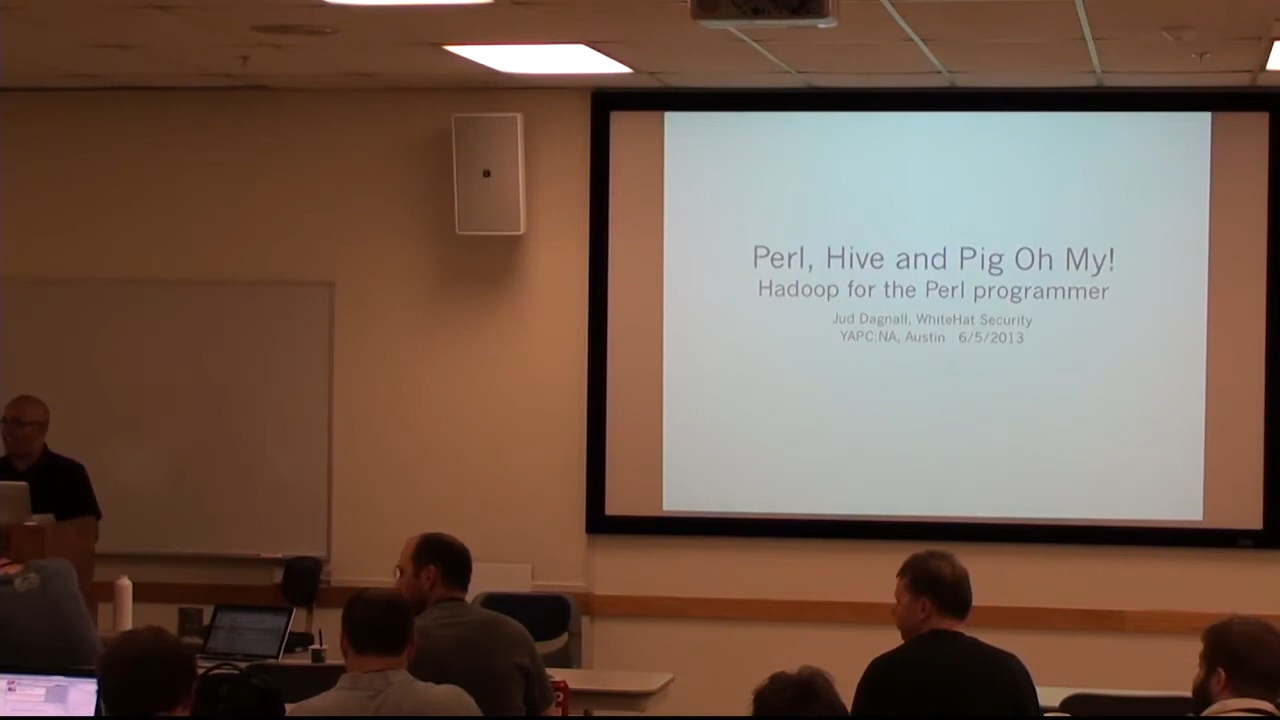 Perl, Hive and Pig Oh My!
Hadoop for the Perl programmer
Jud Dagnall, WhiteHat Security
YAPC:NA, Austin 6/5/2013